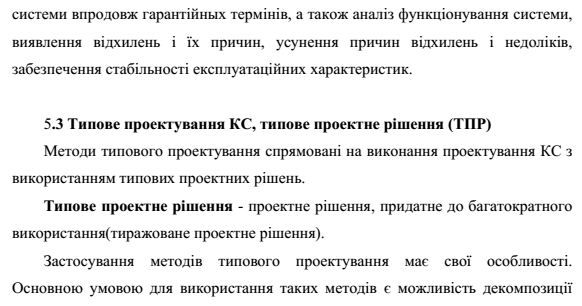 системи впродовж гарантійних термінів, а також аналіз функціонування системи,
виявлення відхилень і їх причин, усунення причин відхилень і недоліків,
забезпечення стабільності експлуатаційних характеристик.
5.3 Типове проектування КС, типове проектне рішення (ТПР)
Методи типового проектування спрямовані на виконання проектування КС з
використанням типових проектних рішень.
Типове проектне рішення - проектне рішення, придатне до багатократного
використання(тиражоване проектне рішення).
Застосування методів типового проектування має свої особливості.
Основною умовою для використання таких методів є можливість декомпозиції